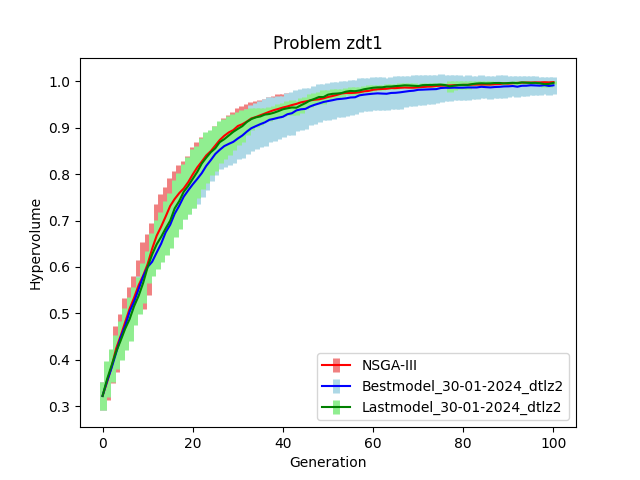 Problem zdt1
Hypervolume
1.0
0.9
0.8
0.7
0.6
0.5
0.4
0.3
NSGA-III
Bestmodel_30-01-2024_dtlz2
Lastmodel_30-01-2024_dtlz2
0 20 40 60 80 100
Generation